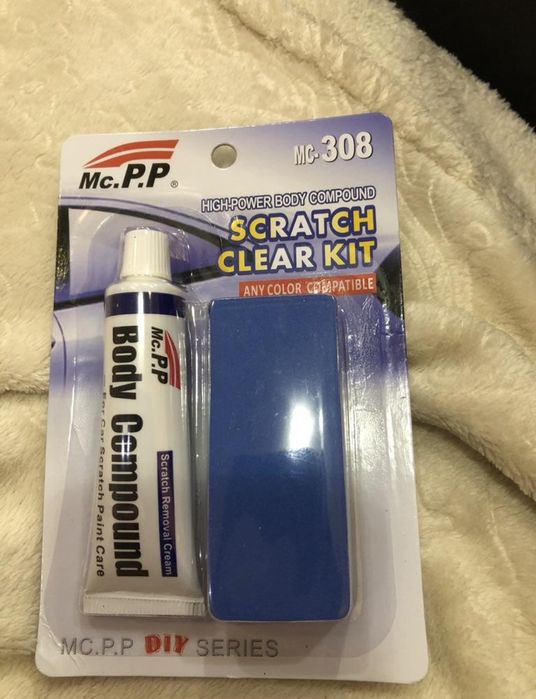 Mc.P.P ®
MC-308
HIGH-POWER BODY COMPOUND
SCRATCH
CLEAR KIT
ANY COLOR COMPATIBLE
Mc.P.P
Body Compound
For Car Scratch Paint Care
Scratch Removal Cream
MC.P.P DIY SERIES